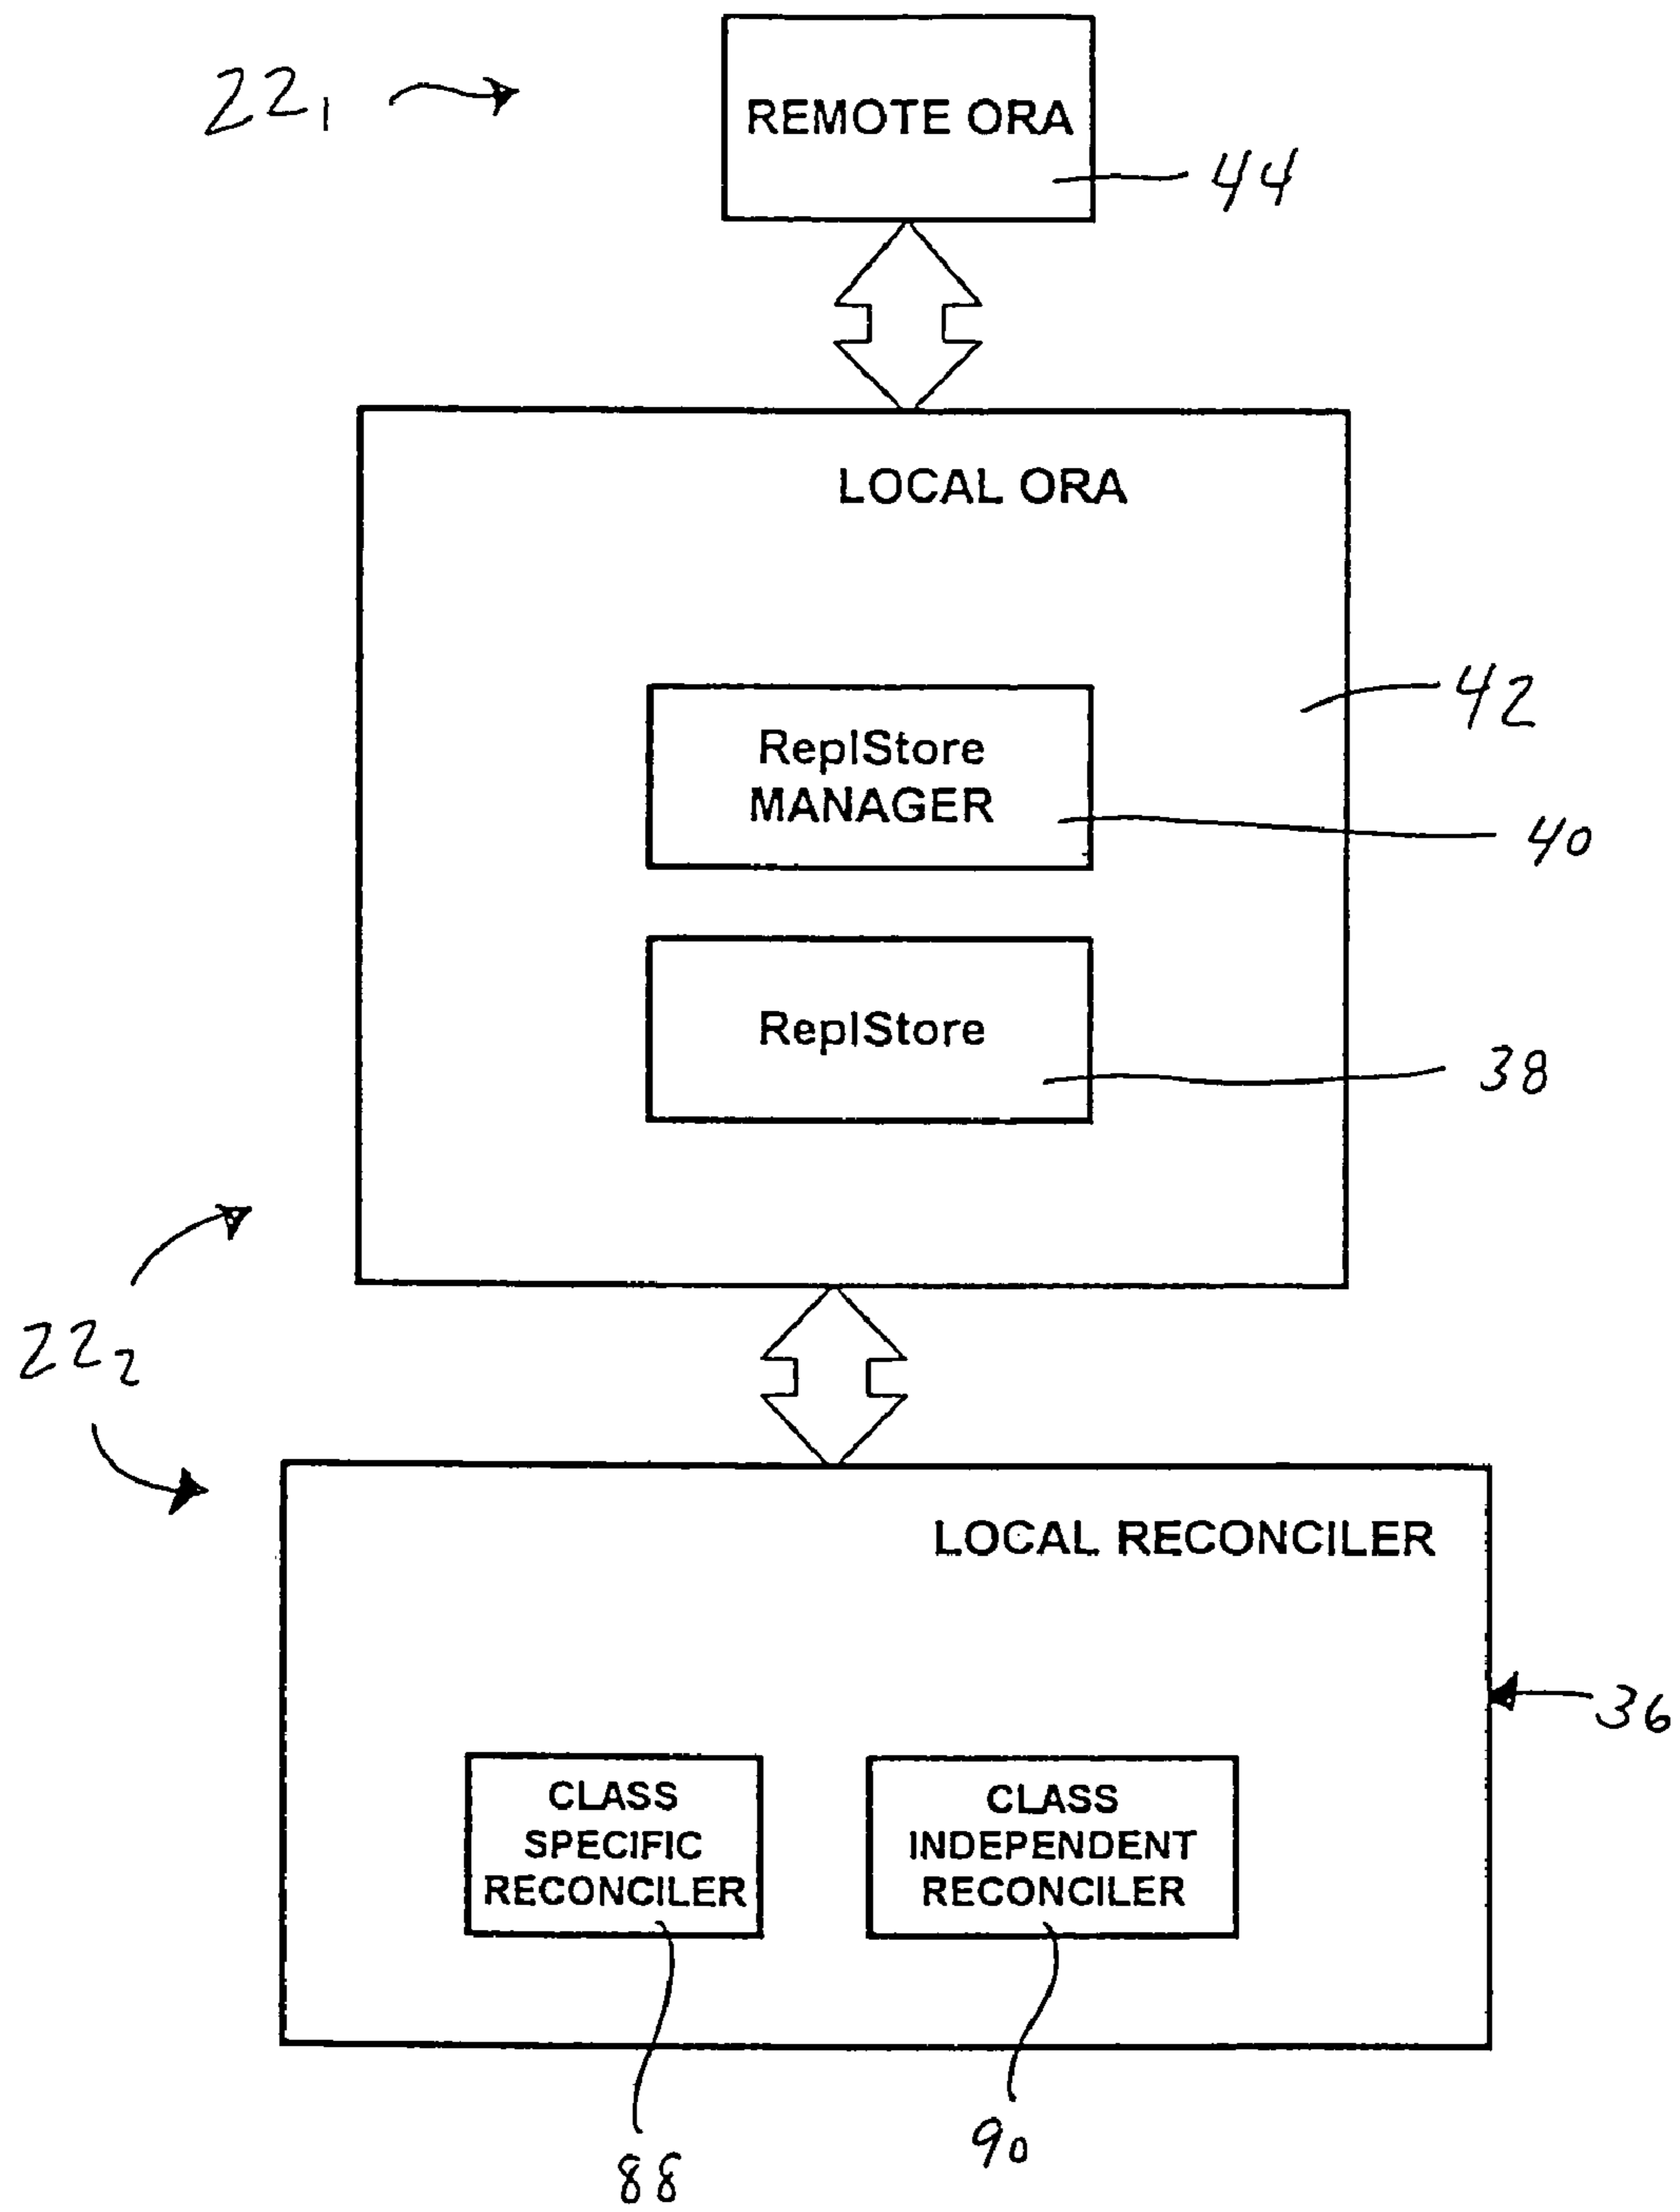 22₁
REMOTE ORA
44
LOCAL ORA
42
ReplStore
MANAGER
40
ReplStore
38
22₂
LOCAL RECONCILER
36
CLASS
SPECIFIC
RECONCILER
CLASS
INDEPENDENT
RECONCILER
88
90